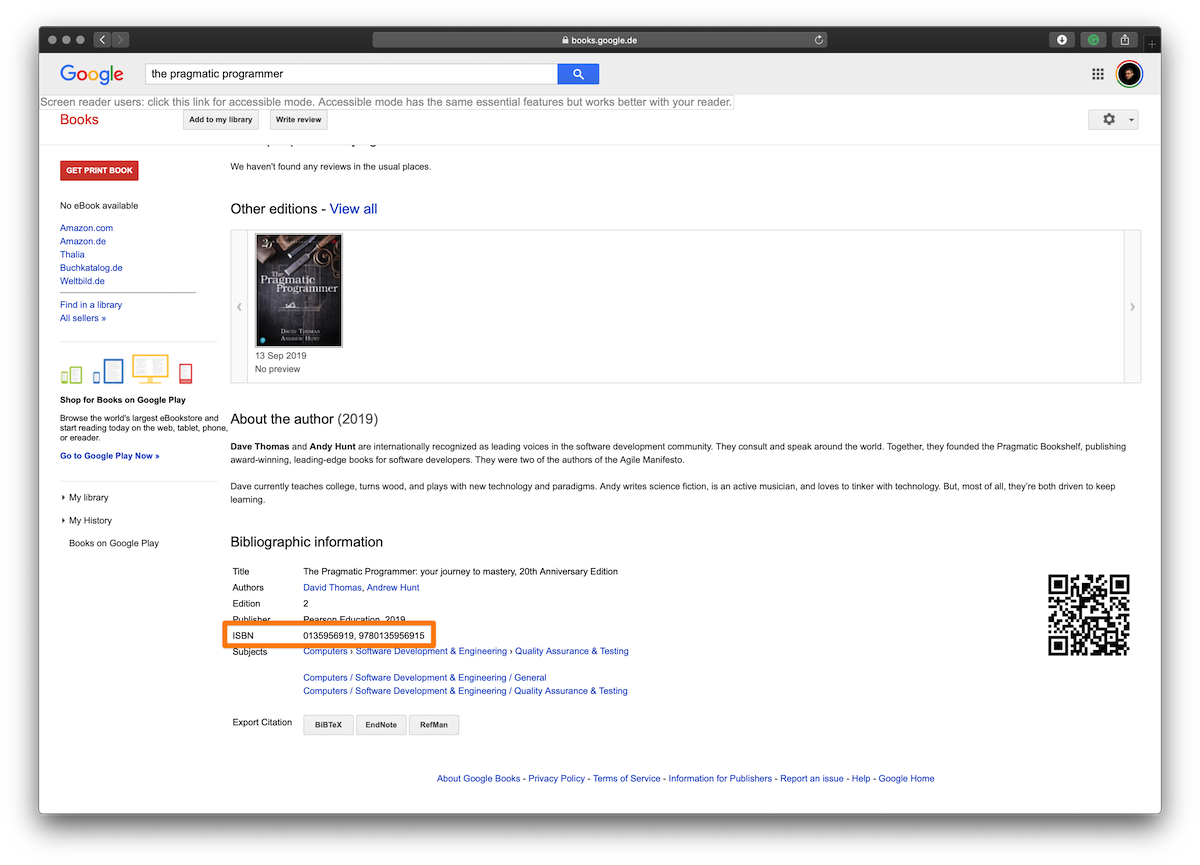 books.google.de
Google
the pragmatic programmer
Screen reader users: click this link for accessible mode. Accessible mode has the same essential features but works better with your reader.
Books
Add to my library
Write review
GET PRINT BOOK
No eBook available
Amazon.com
Amazon.de
Thalia
Buchkatalog.de
Weltbild.de
Find in a library
All sellers »
Shop for Books on Google Play
Browse the world's largest eBookstore and
start reading today on the web, tablet, phone,
or ereader.
Go to Google Play Now »
My library
My History
Books on Google Play
We haven't found any reviews in the usual places.
Other editions - View all
The
Pragmatic
Programmer
David Thomas
Andrew Hunt
13 Sep 2019
No preview
About the author (2019)
Dave Thomas and Andy Hunt are internationally recognized as leading voices in the software development community. They consult and speak around the world. Together, they founded the Pragmatic Bookshelf, publishing
award-winning, leading-edge books for software developers. They were two of the authors of the Agile Manifesto.
Dave currently teaches college, turns wood, and plays with new technology and paradigms. Andy writes science fiction, is an active musician, and loves to tinker with technology. But, most of all, they're both driven to keep
learning.
Bibliographic information
Title The Pragmatic Programmer: your journey to mastery, 20th Anniversary Edition
Authors David Thomas, Andrew Hunt
Edition 2
Publisher Pearson Education, 2019
ISBN 0135956919, 9780135956915
Subjects Computers › Software Development & Engineering › Quality Assurance & Testing
Computers / Software Development & Engineering / General
Computers / Software Development & Engineering / Quality Assurance & Testing
Export Citation BiBTeX EndNote RefMan
About Google Books - Privacy Policy - Terms of Service - Information for Publishers - Report an issue - Help - Google Home